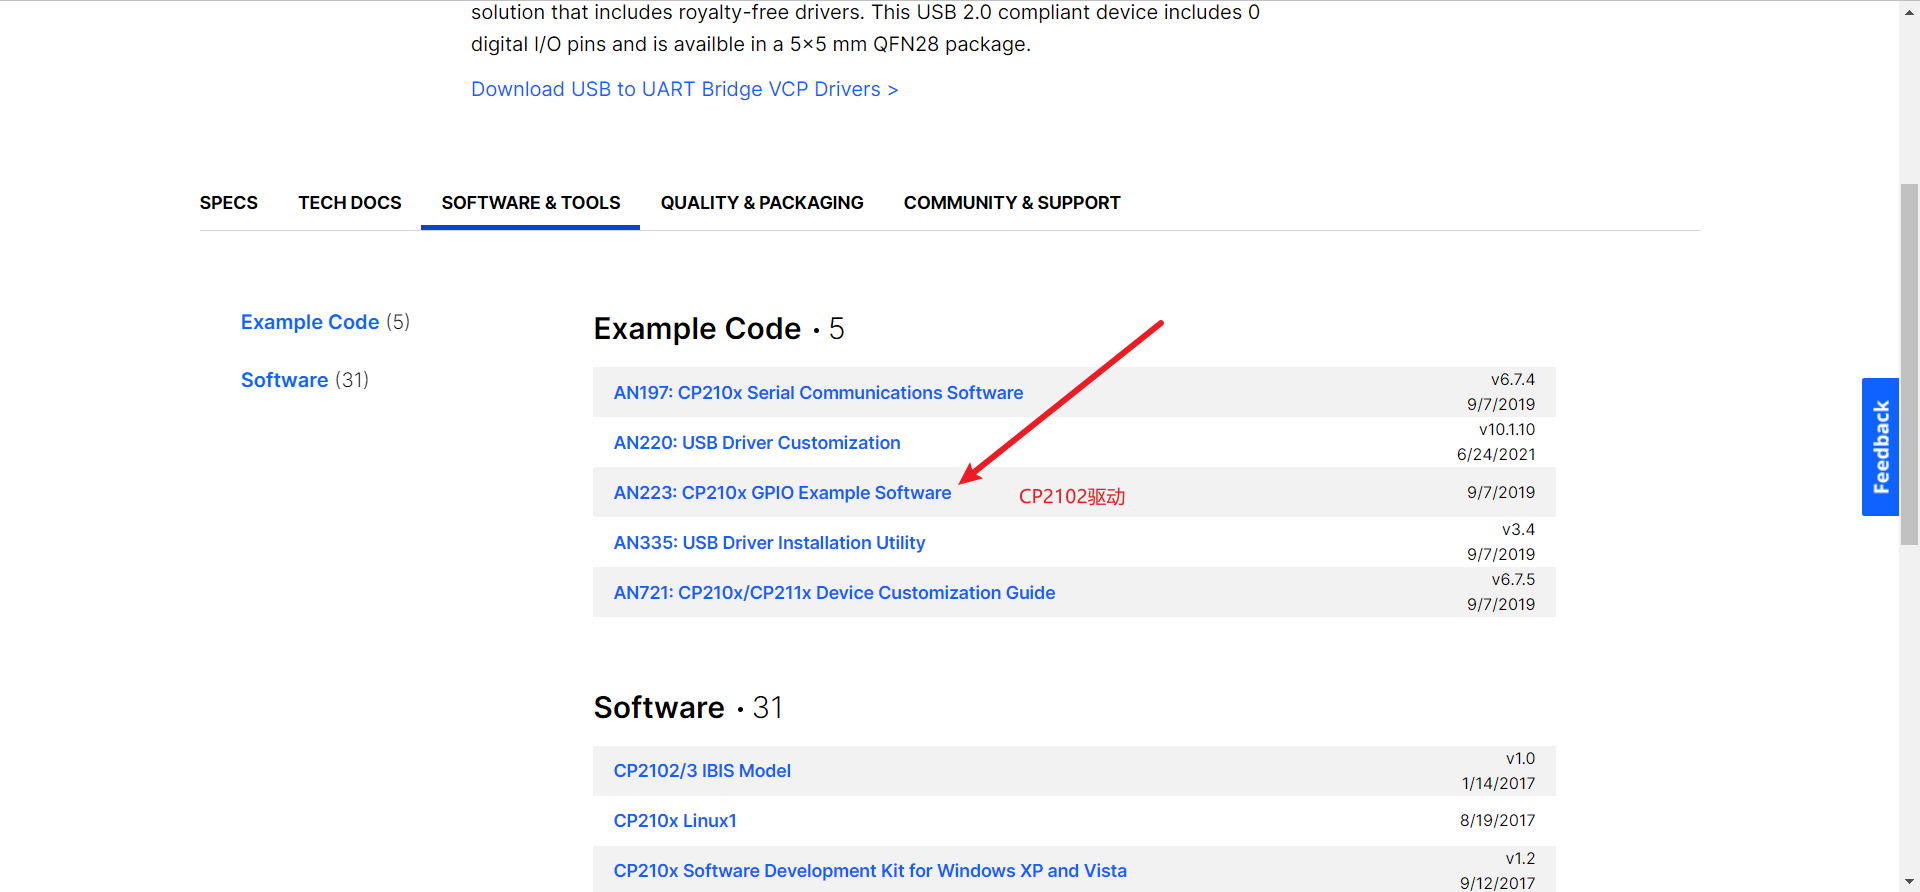 solution that includes royalty-free drivers. This USB 2.0 compliant device includes 0
digital I/O pins and is availble in a 5×5 mm QFN28 package.
Download USB to UART Bridge VCP Drivers >
SPECS TECH DOCS SOFTWARE & TOOLS QUALITY & PACKAGING COMMUNITY & SUPPORT
Example Code (5)
Software (31)
Example Code • 5
AN197: CP210x Serial Communications Software
v6.7.4
9/7/2019
AN220: USB Driver Customization
v10.1.10
6/24/2021
AN223: CP210x GPIO Example Software
CP2102驱动
9/7/2019
AN335: USB Driver Installation Utility
v3.4
9/7/2019
AN721: CP210x/CP211x Device Customization Guide
v6.7.5
9/7/2019
Software • 31
CP2102/3 IBIS Model
v1.0
1/14/2017
CP210x Linux1
8/19/2017
CP210x Software Development Kit for Windows XP and Vista
v1.2
9/12/2017
Feedback